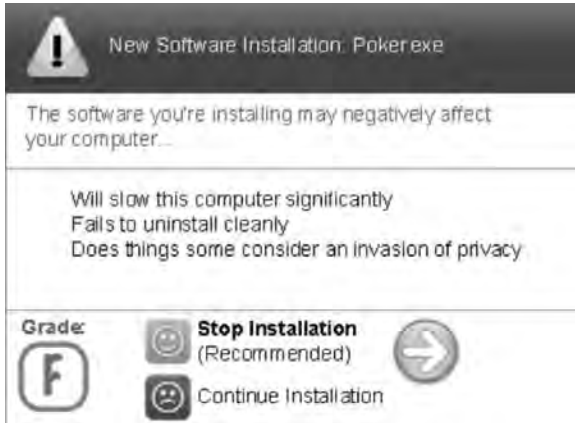 New Software Installation: Poker.exe
The software you're installing may negatively affect
your computer...
Will slow this computer significantly
Fails to uninstall cleanly
Does things some consider an invasion of privacy
Grade:
F
Stop Installation
(Recommended)
Continue Installation